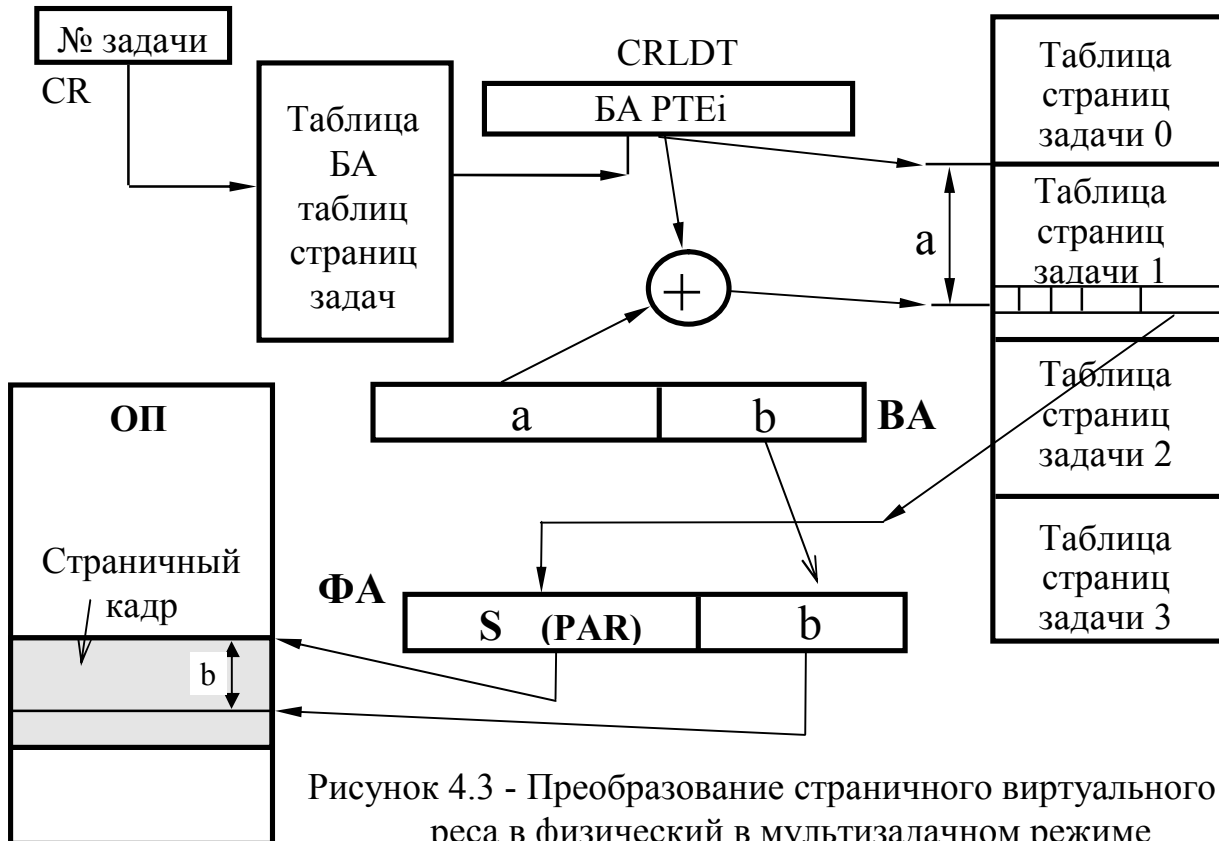 № задачи
CR
Таблица
БА
таблиц
страниц
задач
CRLDT
БА PTEi
Таблица
страниц
задачи 0
Таблица
страниц
задачи 1
a
+
Таблица
страниц
задачи 2
Таблица
страниц
задачи 3
a b ВА
ОП
Страничный
кадр
b
ФА
S (PAR) b
Рисунок 4.3 - Преобразование страничного виртуального
реса в физический в мультизадачном режиме